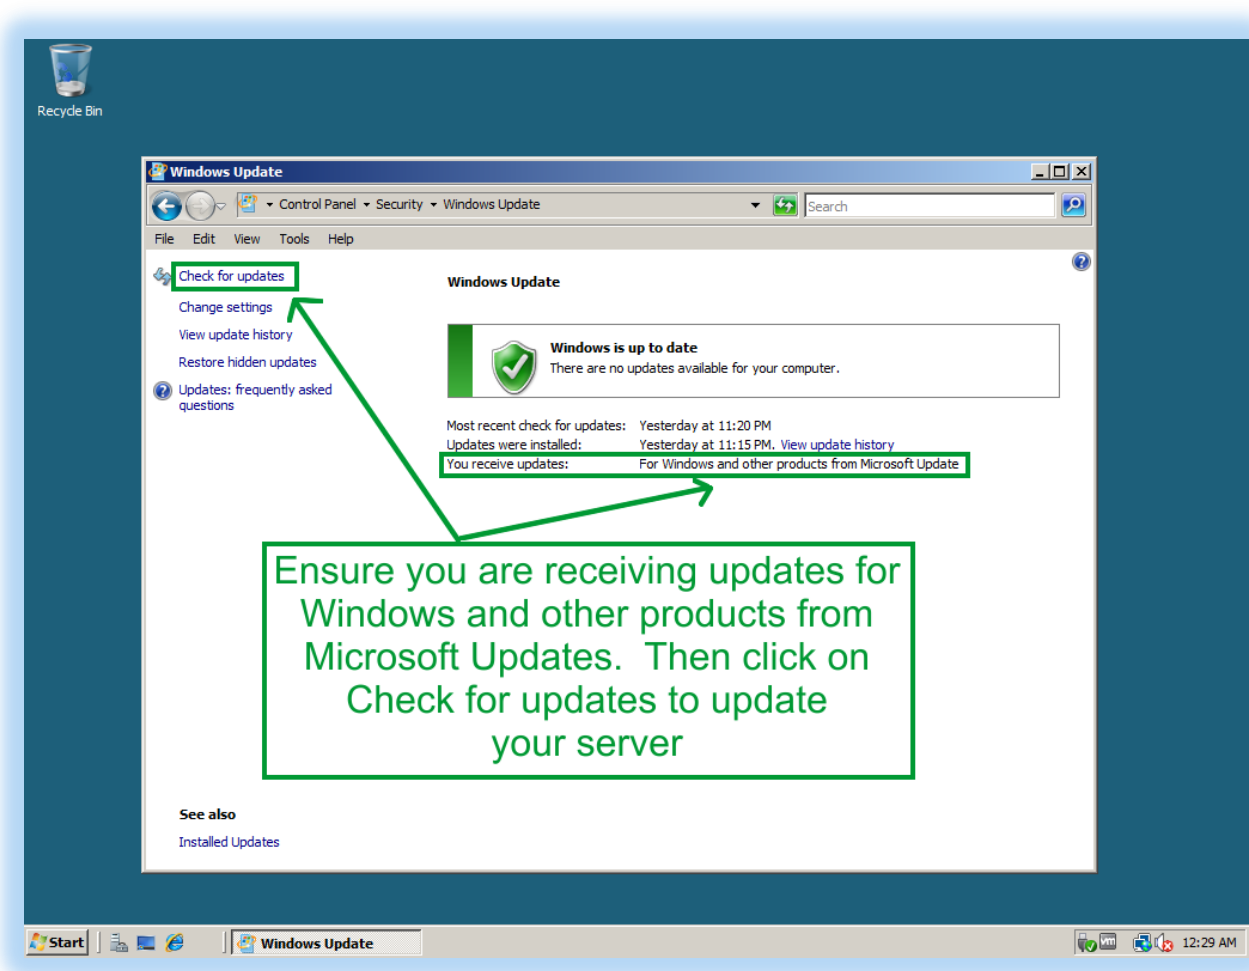 Recycle Bin
Windows Update
Control Panel Security Windows Update
Search
File Edit View Tools Help
Check for updates
Change settings
View update history
Restore hidden updates
Updates: frequently asked
questions
Windows Update
Windows is up to date
There are no updates available for your computer.
Most recent check for updates: Yesterday at 11:20 PM
Updates were installed: Yesterday at 11:15 PM. View update history
You receive updates: For Windows and other products from Microsoft Update
Ensure you are receiving updates for
Windows and other products from
Microsoft Updates. Then click on
Check for updates to update
your server
See also
Installed Updates
Start Windows Update vm 12:29 AM